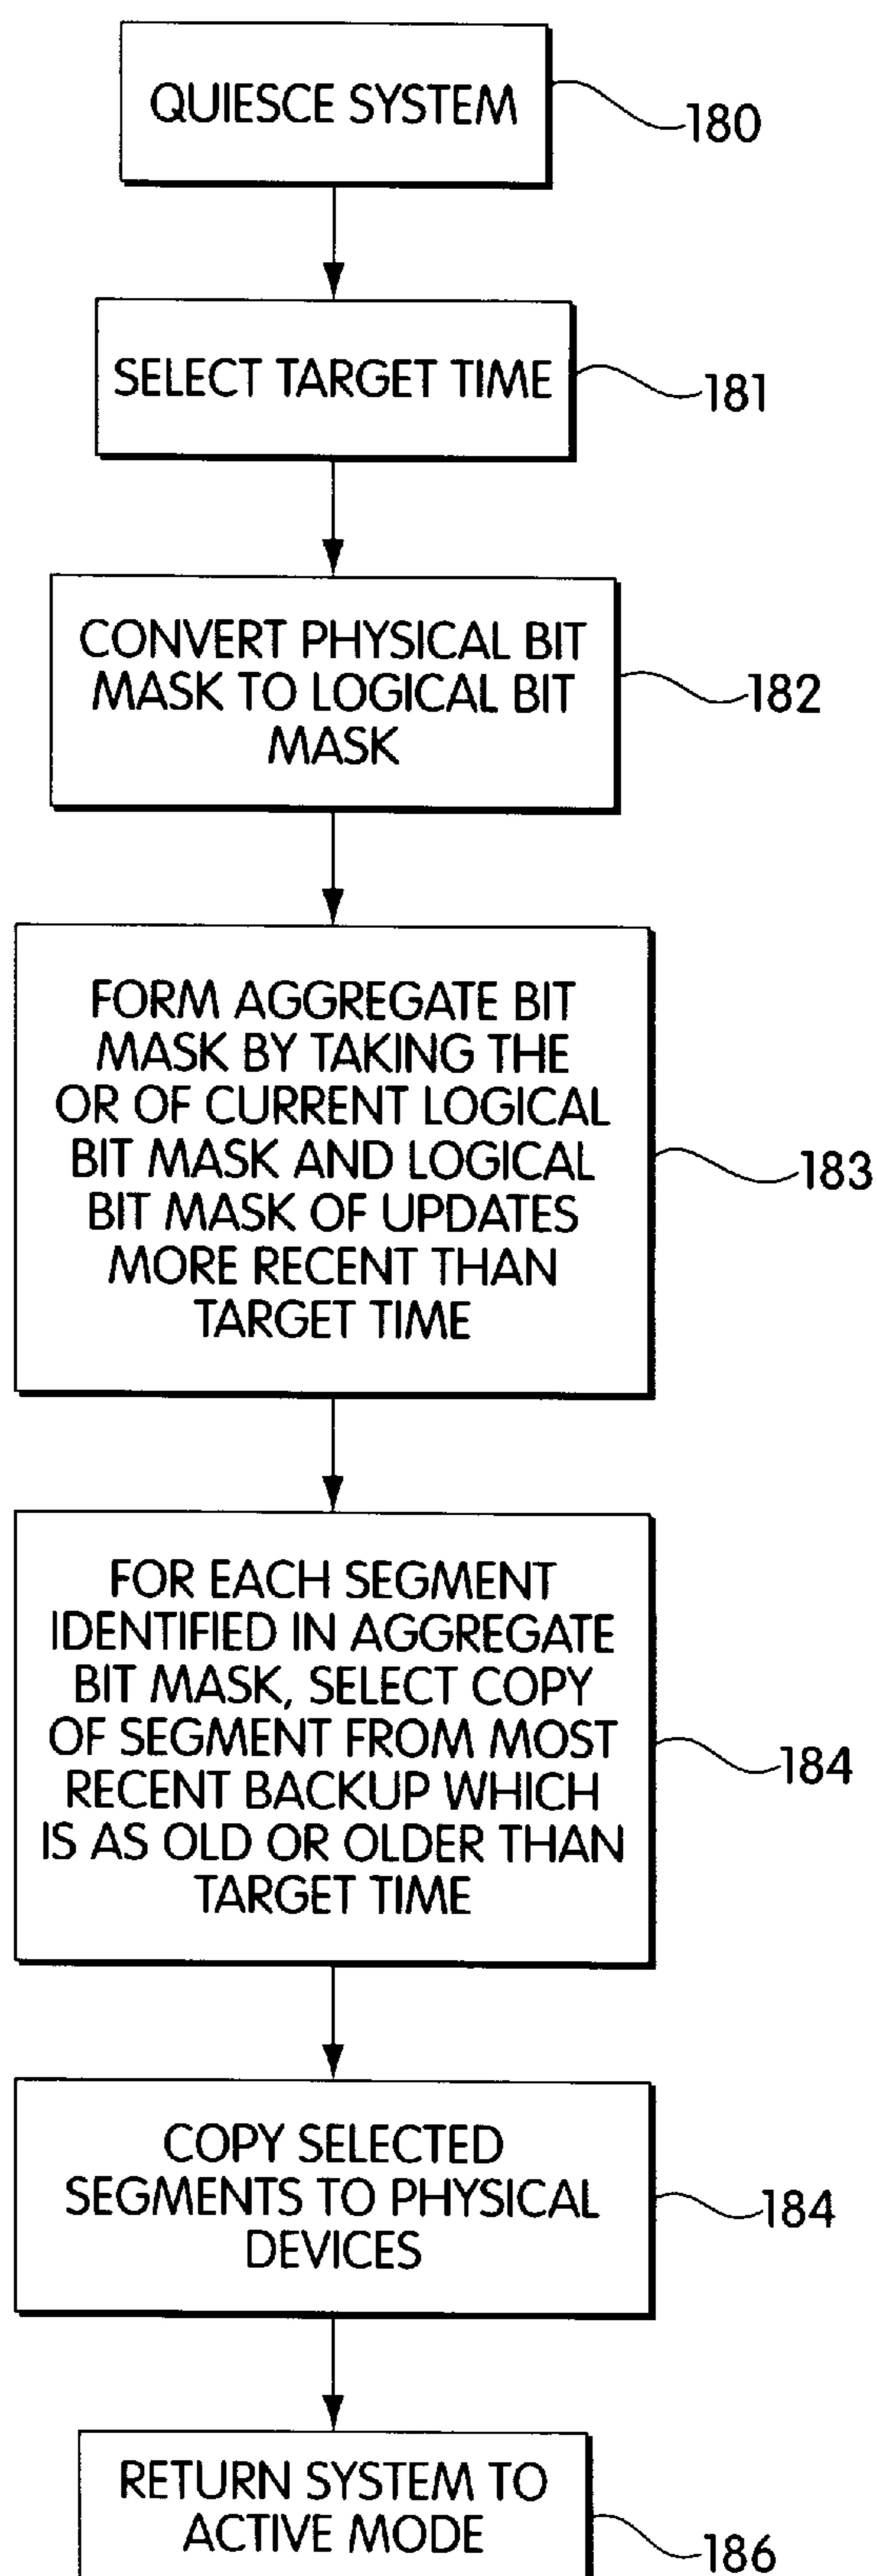 QUIESCE SYSTEM
180
SELECT TARGET TIME
181
CONVERT PHYSICAL BIT
MASK TO LOGICAL BIT
MASK
182
FORM AGGREGATE BIT
MASK BY TAKING THE
OR OF CURRENT LOGICAL
BIT MASK AND LOGICAL
BIT MASK OF UPDATES
MORE RECENT THAN
TARGET TIME
183
FOR EACH SEGMENT
IDENTIFIED IN AGGREGATE
BIT MASK, SELECT COPY
OF SEGMENT FROM MOST
RECENT BACKUP WHICH
IS AS OLD OR OLDER THAN
TARGET TIME
184
COPY SELECTED
SEGMENTS TO PHYSICAL
DEVICES
184
RETURN SYSTEM TO
ACTIVE MODE
186